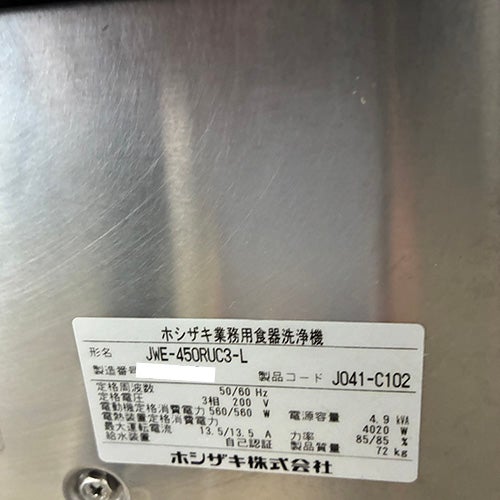 ホシザキ業務用食器洗浄機
形名 JWE-450RUC3-L
製造番号 製品コード J041-C102
定格周波数 50/60 Hz
定格電圧 3相 200 V
電動機定格消費電力 560/560 W 電源容量 4.9 kVA
電熱装置定格消費電力 4020 W
最大運転電流 13.5/13.5 A 力率 85/85 %
給水装置 自己認証 製品質量 72 kg
ホシザキ株式会社